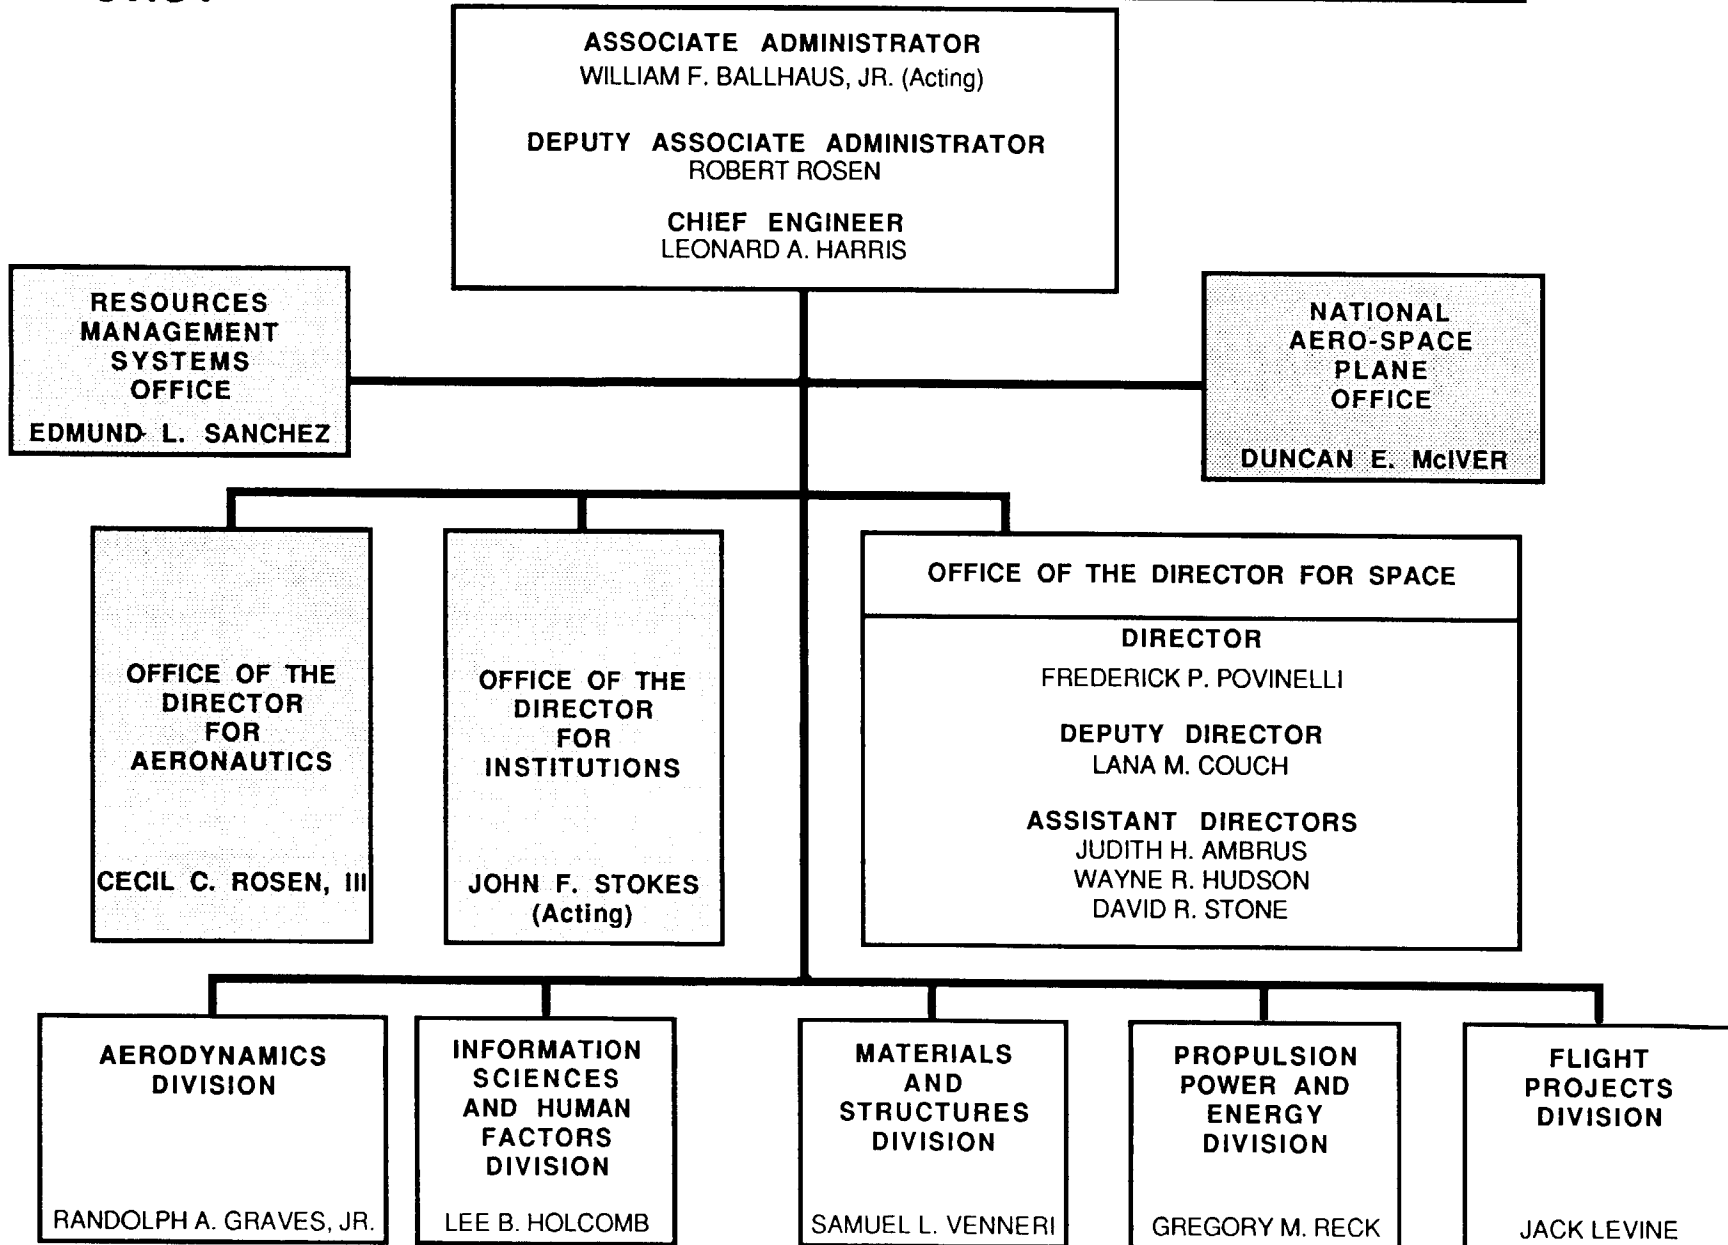 ASSOCIATE ADMINISTRATOR
WILLIAM F. BALLHAUS, JR. (Acting)
DEPUTY ASSOCIATE ADMINISTRATOR
ROBERT ROSEN
CHIEF ENGINEER
LEONARD A. HARRIS
RESOURCES
MANAGEMENT
SYSTEMS
OFFICE
EDMUND L. SANCHEZ
NATIONAL
AERO-SPACE
PLANE
OFFICE
DUNCAN E. McIVER
OFFICE OF THE
DIRECTOR
FOR
AERONAUTICS
CECIL C. ROSEN, III
OFFICE OF THE
DIRECTOR
FOR
INSTITUTIONS
JOHN F. STOKES
(Acting)
OFFICE OF THE DIRECTOR FOR SPACE
DIRECTOR
FREDERICK P. POVINELLI
DEPUTY DIRECTOR
LANA M. COUCH
ASSISTANT DIRECTORS
JUDITH H. AMBRUS
WAYNE R. HUDSON
DAVID R. STONE
AERODYNAMICS
DIVISION
RANDOLPH A. GRAVES, JR.
INFORMATION
SCIENCES
AND HUMAN
FACTORS
DIVISION
LEE B. HOLCOMB
MATERIALS
AND
STRUCTURES
DIVISION
SAMUEL L. VENNERI
PROPULSION
POWER AND
ENERGY
DIVISION
GREGORY M. RECK
FLIGHT
PROJECTS
DIVISION
JACK LEVINE